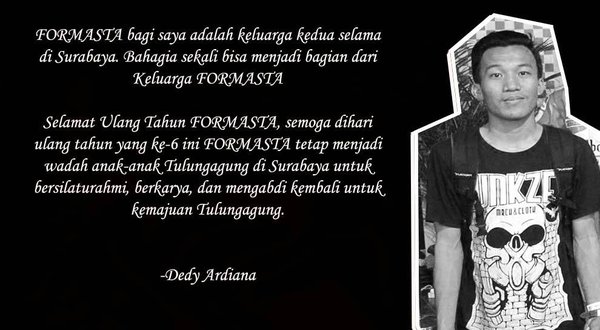 FORMASTA bagi saya adalah keluarga kedua selama
di Surabaya. Bahagia sekali bisa menjadi bagian dari
Keluarga FORMASTA
Selamat Ulang Tahun FORMASTA, semoga dihari
ulang tahun yang ke-6 ini FORMASTA tetap menjadi
wadah anak-anak Tulungagung di Surabaya untuk
bersilaturahmi, berkarya, dan mengabdi kembali untuk
kemajuan Tulungagung.
-Dedy Ardiana